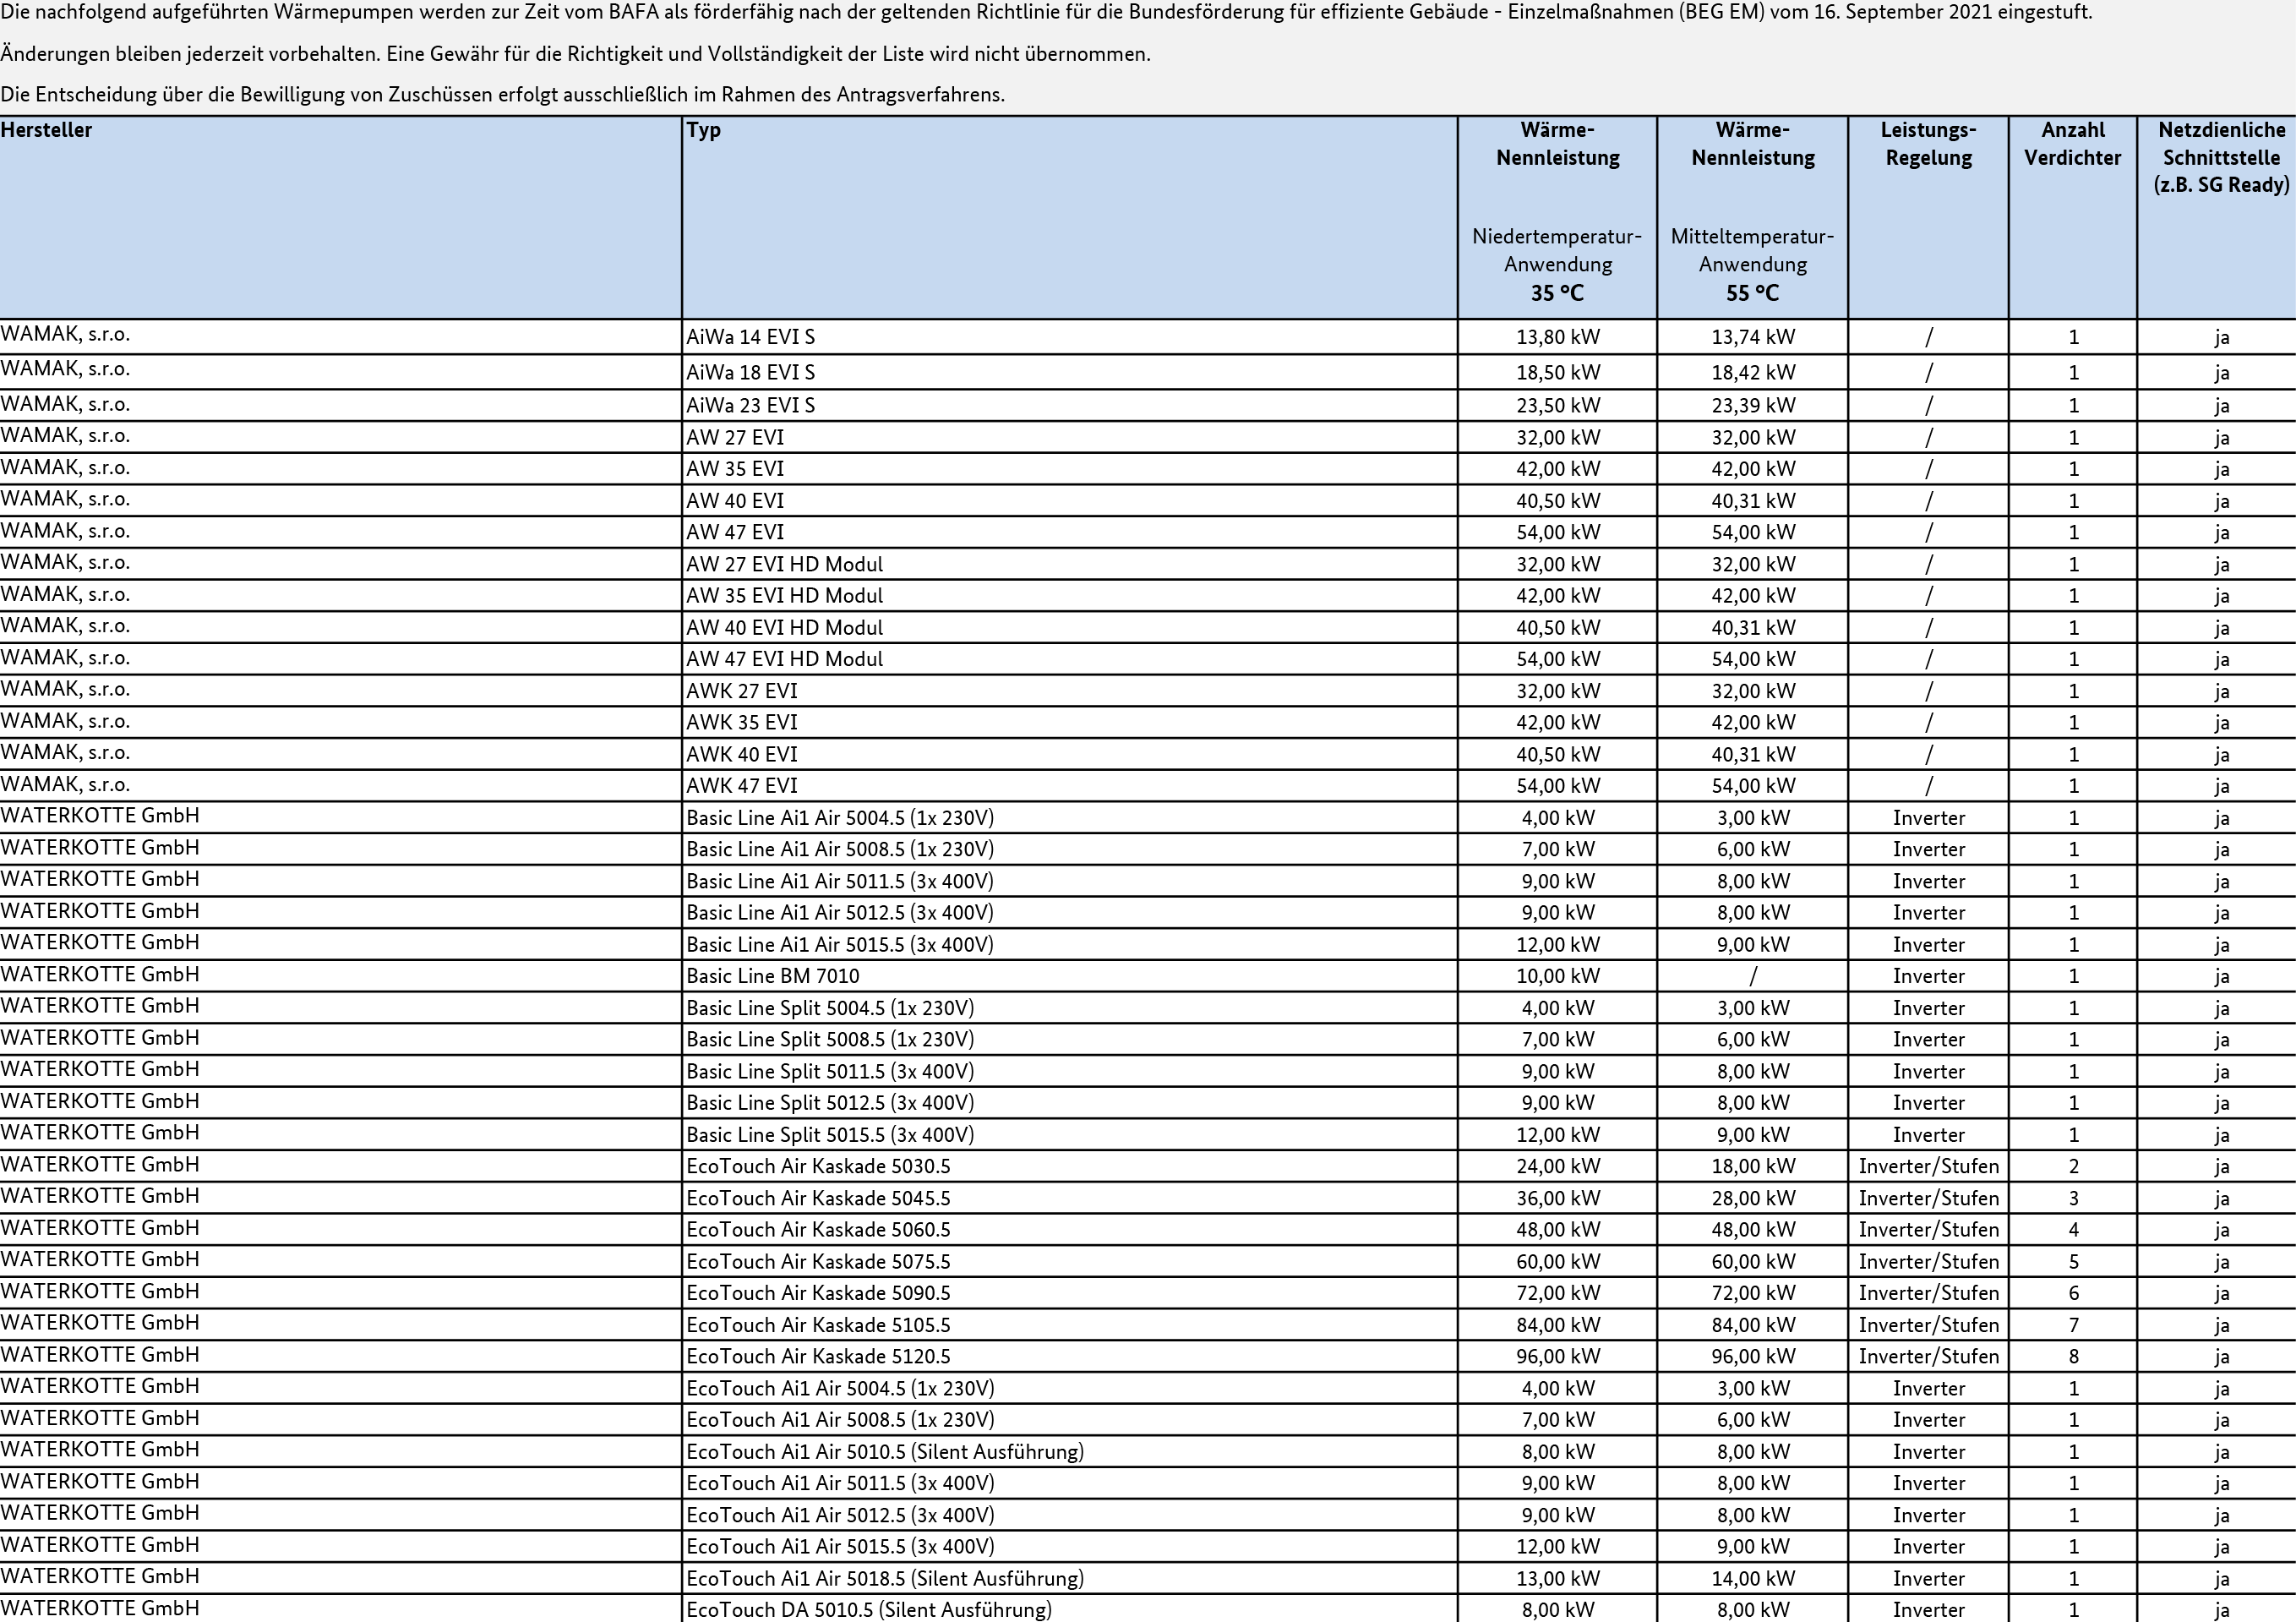 Die nachfolgend aufgeführten Wärmepumpen werden zur Zeit vom BAFA als förderfähig nach der geltenden Richtlinie für die Bundesförderung für effiziente Gebäude - Einzelmaßnahmen (BEG EM) vom 16. September 2021 eingestuft.
Änderungen bleiben jederzeit vorbehalten. Eine Gewähr für die Richtigkeit und Vollständigkeit der Liste wird nicht übernommen.
Die Entscheidung über die Bewilligung von Zuschüssen erfolgt ausschließlich im Rahmen des Antragsverfahrens.
Hersteller Typ Wärme- Wärme- Leistungs- Anzahl Netzdienliche
Nennleistung Nennleistung Regelung Verdichter Schnittstelle
(z.B. SG Ready)
Niedertemperatur- Mitteltemperatur-
Anwendung Anwendung
35 °C 55 °C
WAMAK, s.r.o. AiWa 14 EVI S 13,80 kW 13,74 kW / 1 ja
WAMAK, s.r.o. AiWa 18 EVI S 18,50 kW 18,42 kW / 1 ja
WAMAK, s.r.o. AiWa 23 EVI S 23,50 kW 23,39 kW / 1 ja
WAMAK, s.r.o. AW 27 EVI 32,00 kW 32,00 kW / 1 ja
WAMAK, s.r.o. AW 35 EVI 42,00 kW 42,00 kW / 1 ja
WAMAK, s.r.o. AW 40 EVI 40,50 kW 40,31 kW / 1 ja
WAMAK, s.r.o. AW 47 EVI 54,00 kW 54,00 kW / 1 ja
WAMAK, s.r.o. AW 27 EVI HD Modul 32,00 kW 32,00 kW / 1 ja
WAMAK, s.r.o. AW 35 EVI HD Modul 42,00 kW 42,00 kW / 1 ja
WAMAK, s.r.o. AW 40 EVI HD Modul 40,50 kW 40,31 kW / 1 ja
WAMAK, s.r.o. AW 47 EVI HD Modul 54,00 kW 54,00 kW / 1 ja
WAMAK, s.r.o. AWK 27 EVI 32,00 kW 32,00 kW / 1 ja
WAMAK, s.r.o. AWK 35 EVI 42,00 kW 42,00 kW / 1 ja
WAMAK, s.r.o. AWK 40 EVI 40,50 kW 40,31 kW / 1 ja
WAMAK, s.r.o. AWK 47 EVI 54,00 kW 54,00 kW / 1 ja
WATERKOTTE GmbH Basic Line Ai1 Air 5004.5 (1x 230V) 4,00 kW 3,00 kW Inverter 1 ja
WATERKOTTE GmbH Basic Line Ai1 Air 5008.5 (1x 230V) 7,00 kW 6,00 kW Inverter 1 ja
WATERKOTTE GmbH Basic Line Ai1 Air 5011.5 (3x 400V) 9,00 kW 8,00 kW Inverter 1 ja
WATERKOTTE GmbH Basic Line Ai1 Air 5012.5 (3x 400V) 9,00 kW 8,00 kW Inverter 1 ja
WATERKOTTE GmbH Basic Line Ai1 Air 5015.5 (3x 400V) 12,00 kW 9,00 kW Inverter 1 ja
WATERKOTTE GmbH Basic Line BM 7010 10,00 kW / Inverter 1 ja
WATERKOTTE GmbH Basic Line Split 5004.5 (1x 230V) 4,00 kW 3,00 kW Inverter 1 ja
WATERKOTTE GmbH Basic Line Split 5008.5 (1x 230V) 7,00 kW 6,00 kW Inverter 1 ja
WATERKOTTE GmbH Basic Line Split 5011.5 (3x 400V) 9,00 kW 8,00 kW Inverter 1 ja
WATERKOTTE GmbH Basic Line Split 5012.5 (3x 400V) 9,00 kW 8,00 kW Inverter 1 ja
WATERKOTTE GmbH Basic Line Split 5015.5 (3x 400V) 12,00 kW 9,00 kW Inverter 1 ja
WATERKOTTE GmbH EcoTouch Air Kaskade 5030.5 24,00 kW 18,00 kW Inverter/Stufen 2 ja
WATERKOTTE GmbH EcoTouch Air Kaskade 5045.5 36,00 kW 28,00 kW Inverter/Stufen 3 ja
WATERKOTTE GmbH EcoTouch Air Kaskade 5060.5 48,00 kW 48,00 kW Inverter/Stufen 4 ja
WATERKOTTE GmbH EcoTouch Air Kaskade 5075.5 60,00 kW 60,00 kW Inverter/Stufen 5 ja
WATERKOTTE GmbH EcoTouch Air Kaskade 5090.5 72,00 kW 72,00 kW Inverter/Stufen 6 ja
WATERKOTTE GmbH EcoTouch Air Kaskade 5105.5 84,00 kW 84,00 kW Inverter/Stufen 7 ja
WATERKOTTE GmbH EcoTouch Air Kaskade 5120.5 96,00 kW 96,00 kW Inverter/Stufen 8 ja
WATERKOTTE GmbH EcoTouch Ai1 Air 5004.5 (1x 230V) 4,00 kW 3,00 kW Inverter 1 ja
WATERKOTTE GmbH EcoTouch Ai1 Air 5008.5 (1x 230V) 7,00 kW 6,00 kW Inverter 1 ja
WATERKOTTE GmbH EcoTouch Ai1 Air 5010.5 (Silent Ausführung) 8,00 kW 8,00 kW Inverter 1 ja
WATERKOTTE GmbH EcoTouch Ai1 Air 5011.5 (3x 400V) 9,00 kW 8,00 kW Inverter 1 ja
WATERKOTTE GmbH EcoTouch Ai1 Air 5012.5 (3x 400V) 9,00 kW 8,00 kW Inverter 1 ja
WATERKOTTE GmbH EcoTouch Ai1 Air 5015.5 (3x 400V) 12,00 kW 9,00 kW Inverter 1 ja
WATERKOTTE GmbH EcoTouch Ai1 Air 5018.5 (Silent Ausführung) 13,00 kW 14,00 kW Inverter 1 ja
WATERKOTTE GmbH EcoTouch DA 5010.5 (Silent Ausführung) 8,00 kW 8,00 kW Inverter 1 ja